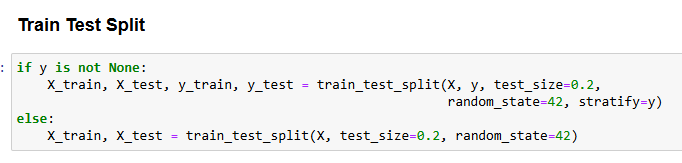 Train Test Split
: if y is not None:
    X_train, X_test, y_train, y_test = train_test_split(X, y, test_size=0.2,
                                                        random_state=42, stratify=y)
else:
    X_train, X_test = train_test_split(X, test_size=0.2, random_state=42)